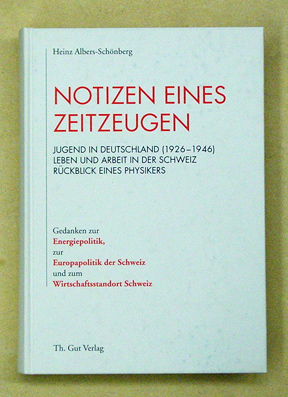 Heinz Albers-Schönberg
NOTIZEN EINES
ZEITZEUGEN
JUGEND IN DEUTSCHLAND (1926–1946)
LEBEN UND ARBEIT IN DER SCHWEIZ
RÜCKBLICK EINES PHYSIKERS
Gedanken zur
Energiepolitik,
zur
Europapolitik der Schweiz
und zum
Wirtschaftsstandort Schweiz
Th. Gut Verlag